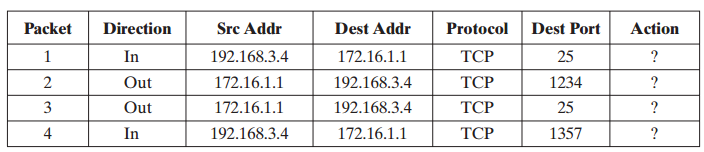 Packet Direction Src Addr Dest Addr Protocol Dest Port Action
1 In 192.168.3.4 172.16.1.1 TCP 25 ?
2 Out 172.16.1.1 192.168.3.4 TCP 1234 ?
3 Out 172.16.1.1 192.168.3.4 TCP 25 ?
4 In 192.168.3.4 172.16.1.1 TCP 1357 ?